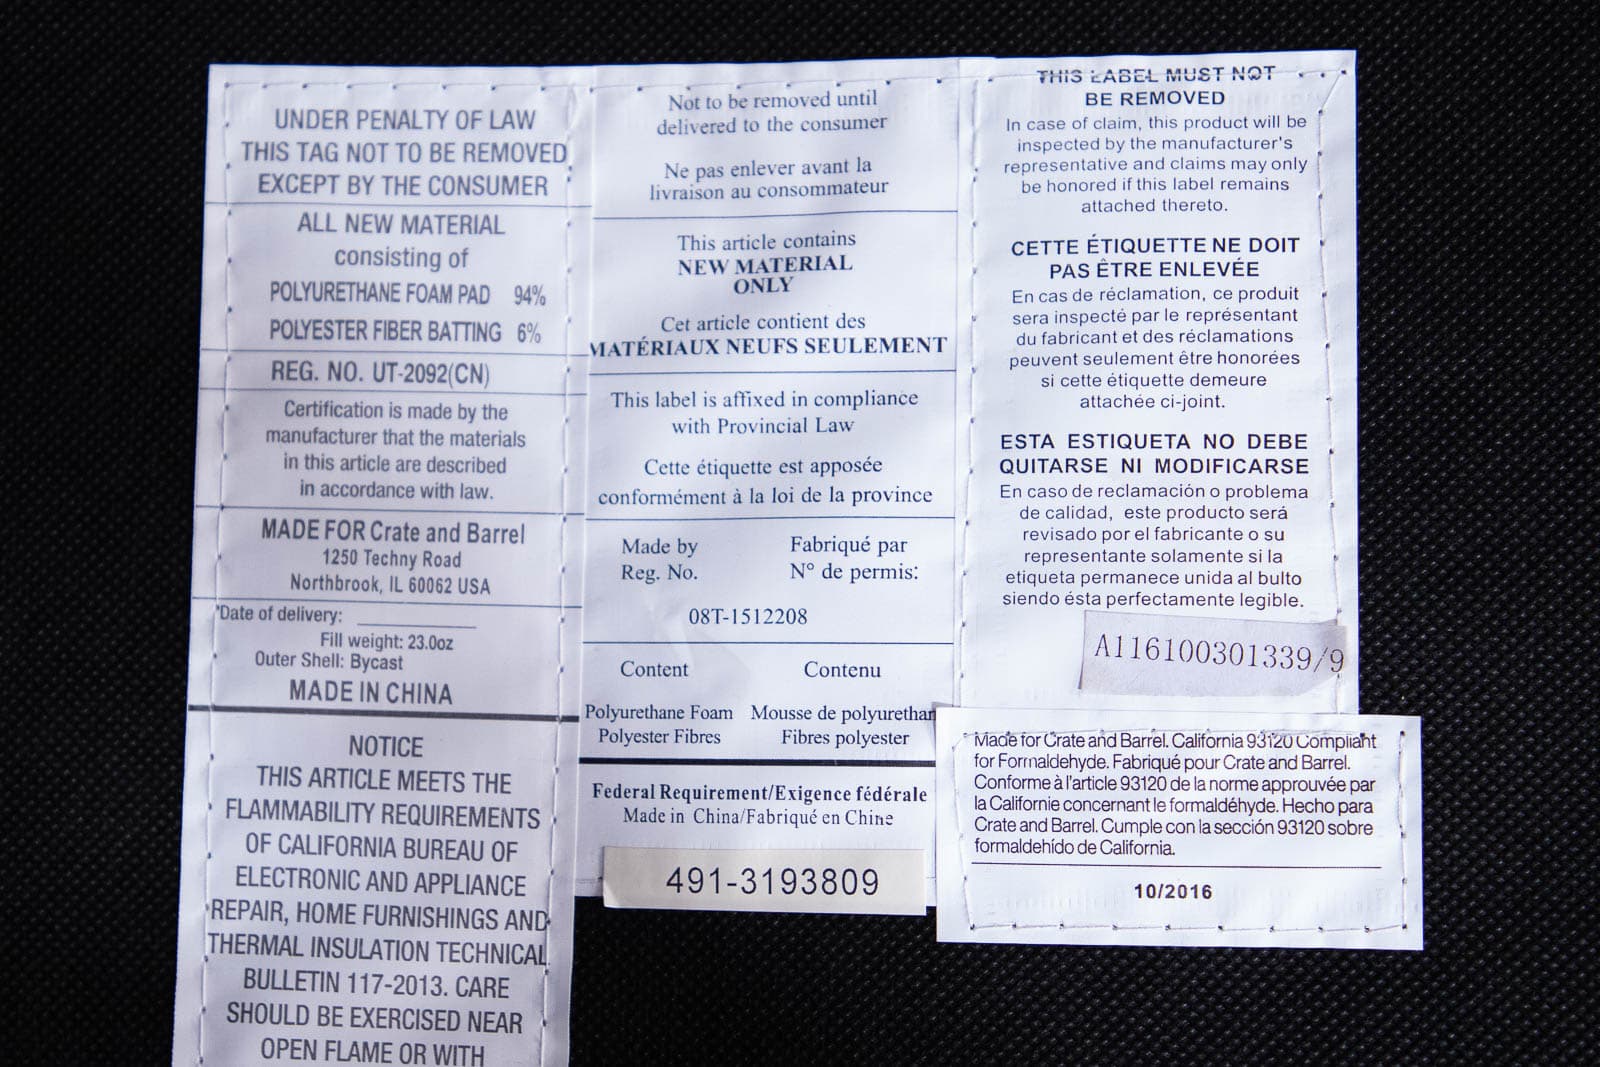 UNDER PENALTY OF LAW
THIS TAG NOT TO BE REMOVED
EXCEPT BY THE CONSUMER
ALL NEW MATERIAL
consisting of
POLYURETHANE FOAM PAD 94%
POLYESTER FIBER BATTING 6%
REG. NO. UT-2092(CN)
Certification is made by the
manufacturer that the materials
in this article are described
in accordance with law.
MADE FOR Crate and Barrel
1250 Techny Road
Northbrook, IL 60062 USA
Date of delivery:
Fill weight: 23.0oz
Outer Shell: Bycast
MADE IN CHINA
NOTICE
THIS ARTICLE MEETS THE
FLAMMABILITY REQUIREMENTS
OF CALIFORNIA BUREAU OF
ELECTRONIC AND APPLIANCE
REPAIR, HOME FURNISHINGS AND
THERMAL INSULATION TECHNICAL
BULLETIN 117-2013. CARE
SHOULD BE EXERCISED NEAR
OPEN FLAME OR WITH
Not to be removed until
delivered to the consumer
Ne pas enlever avant la
livraison au consommateur
This article contains
NEW MATERIAL
ONLY
Cet article contient des
MATÉRIAUX NEUFS SEULEMENT
This label is affixed in compliance
with Provincial Law
Cette étiquette est apposée
conformément à la loi de la province
Made by Fabriqué par
Reg. No. N° de permis:
08T-1512208
Content Contenu
Polyurethane Foam Mousse de polyurethan
Polyester Fibres Fibres polyester
Federal Requirement/Exigence fédérale
Made in China/Fabriqué en Chine
491-3193809
THIS LABEL MUST NOT
BE REMOVED
In case of claim, this product will be
inspected by the manufacturer's
representative and claims may only
be honored if this label remains
attached thereto.
CETTE ÉTIQUETTE NE DOIT
PAS ÊTRE ENLEVÉE
En cas de réclamation, ce produit
sera inspecté par le représentant
du fabricant et des réclamations
peuvent seulement être honorées
si cette étiquette demeure
attachée ci-joint.
ESTA ESTIQUETA NO DEBE
QUITARSE NI MODIFICARSE
En caso de reclamación o problema
de calidad, este producto será
revisado por el fabricante o su
representante solamente si la
etiqueta permanece unida al bulto
siendo ésta perfectamente legible.
A116100301339/9
Made for Crate and Barrel. California 93120 Compliant
for Formaldehyde. Fabriqué pour Crate and Barrel.
Conforme à l'article 93120 de la norme approuvée par
la Californie concernant le formaldéhyde. Hecho para
Crate and Barrel. Cumple con la sección 93120 sobre
formaldehído de California.
10/2016